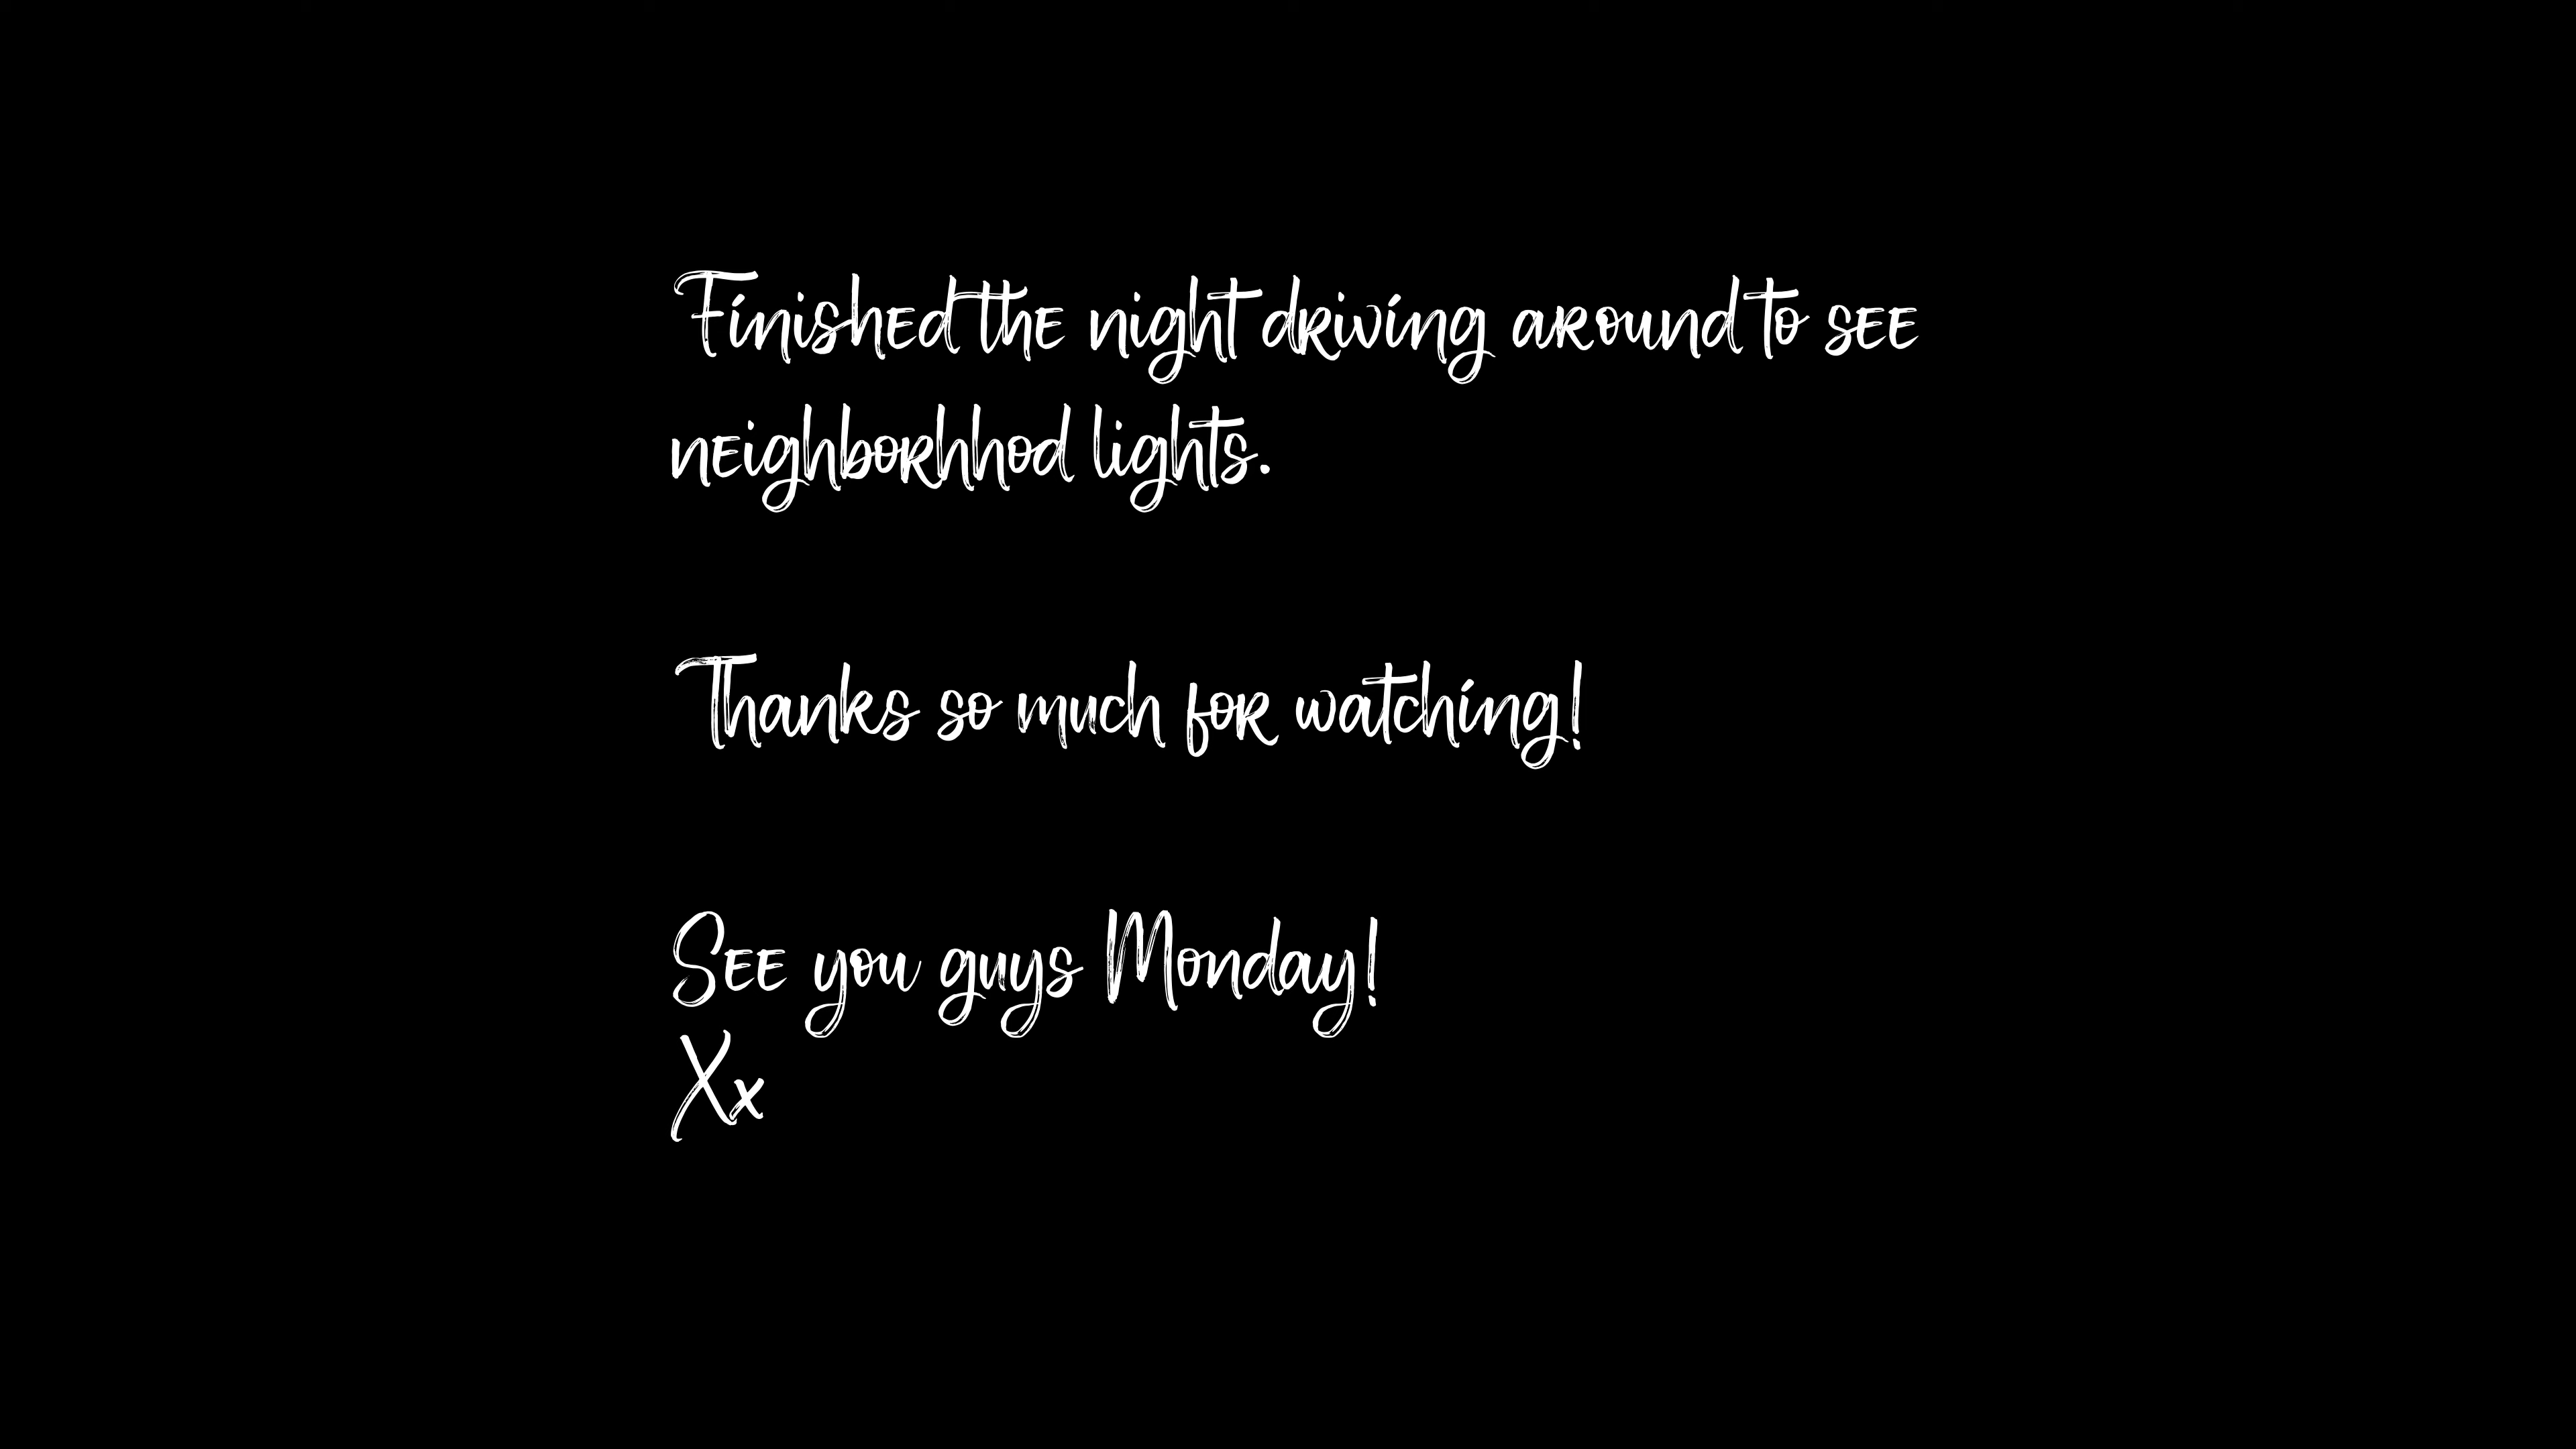 Finished the night driving around to see
neighborhhod lights.
Thanks so much for watching!
See you guys Monday!
Xx